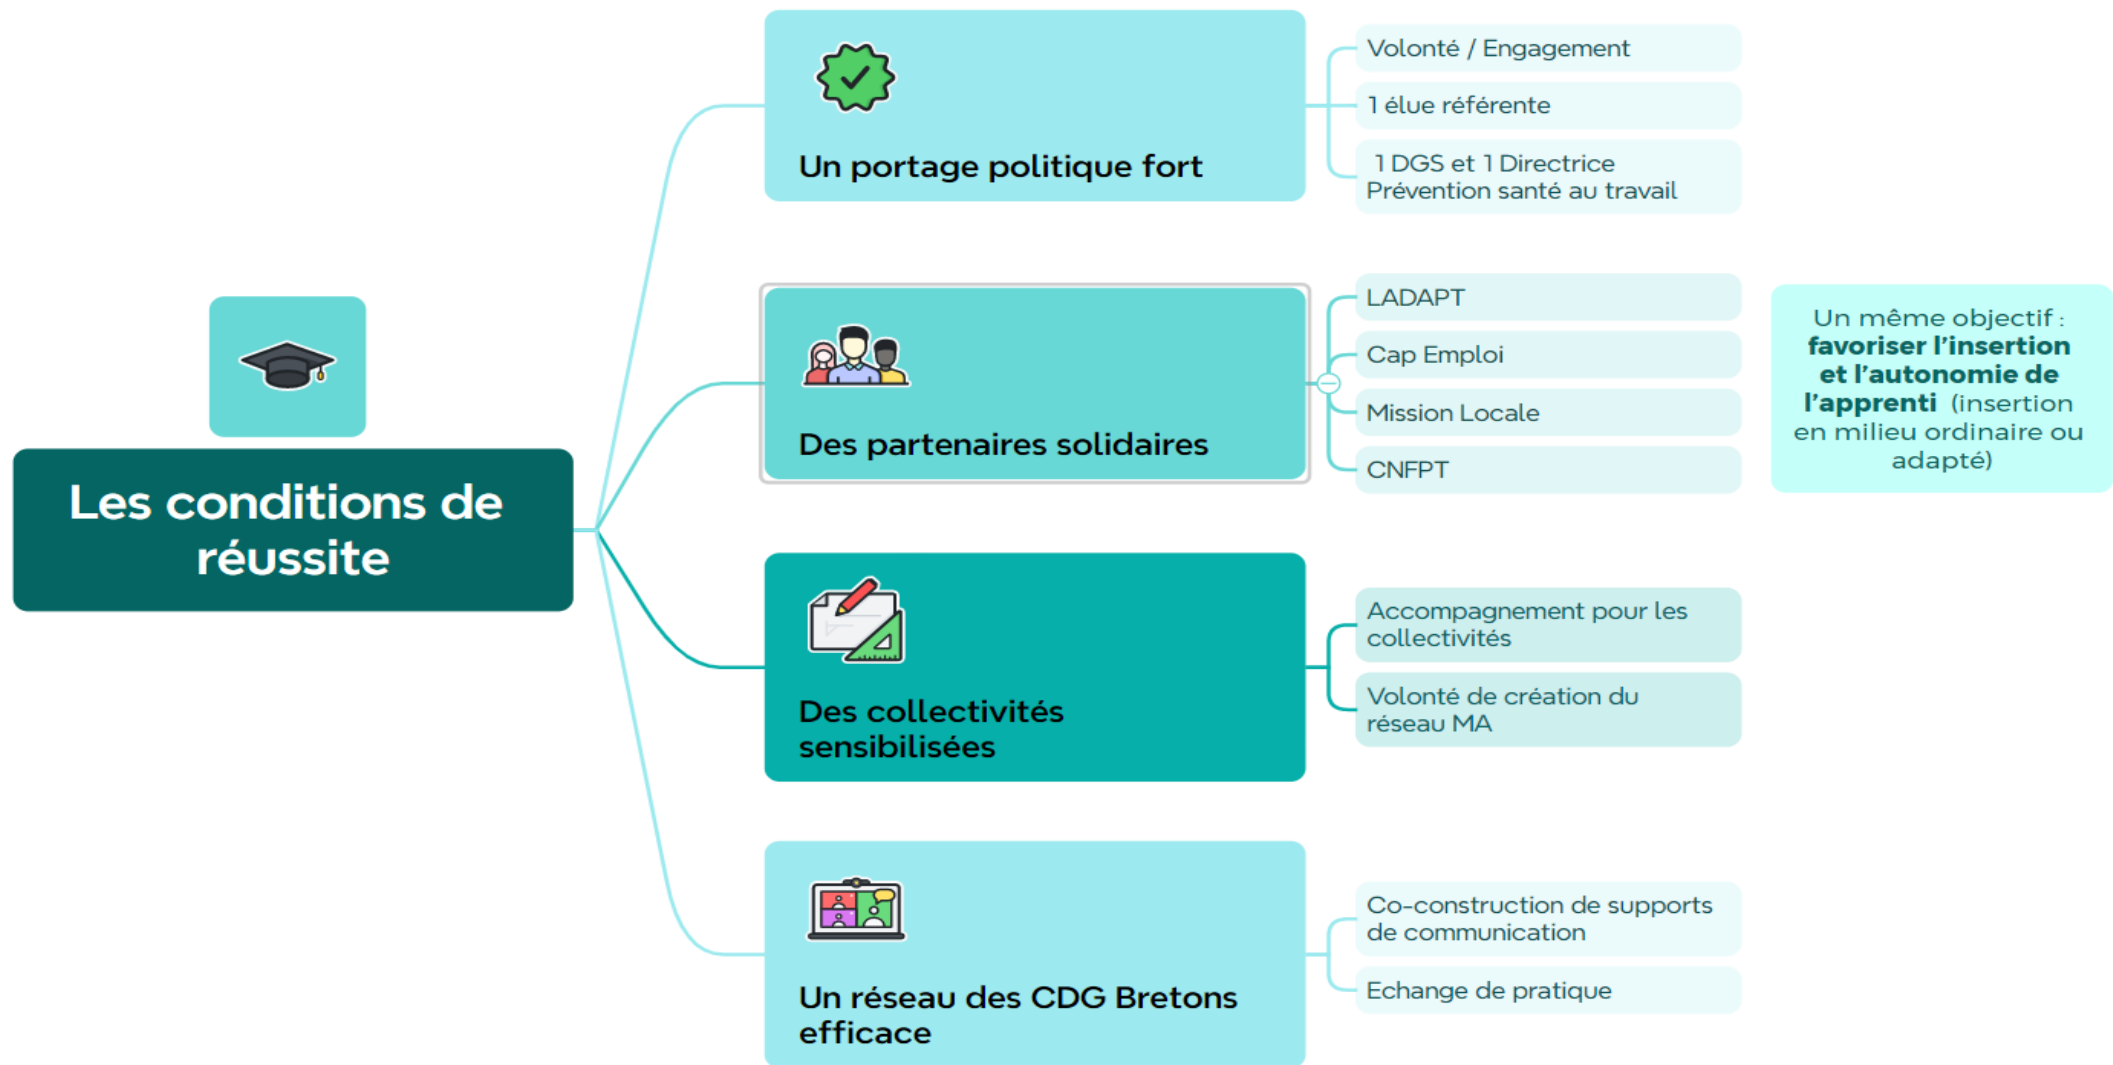 Les conditions de
réussite
Un portage politique fort
Volonté / Engagement
1 élue référente
1 DGS et 1 Directrice
Prévention santé au travail
Des partenaires solidaires
LADAPT
Cap Emploi
Mission Locale
CNFPT
Un même objectif :
favoriser l’insertion
et l’autonomie de
l’apprenti (insertion
en milieu ordinaire ou
adapté)
Des collectivités
sensibilisées
Accompagnement pour les
collectivités
Volonté de création du
réseau MA
Un réseau des CDG Bretons
efficace
Co-construction de supports
de communication
Echange de pratique